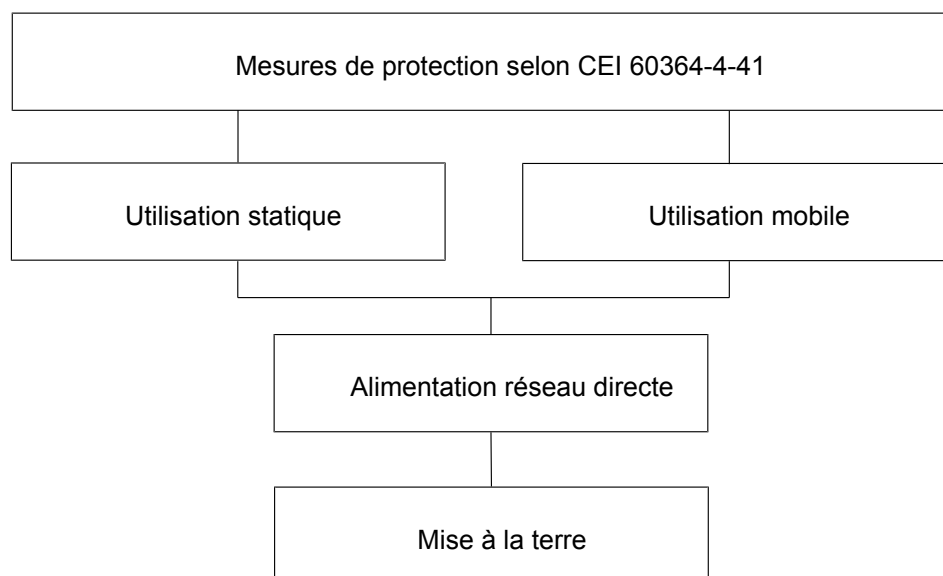 Mesures de protection selon CEI 60364-4-41
Utilisation statique
Utilisation mobile
Alimentation réseau directe
Mise à la terre